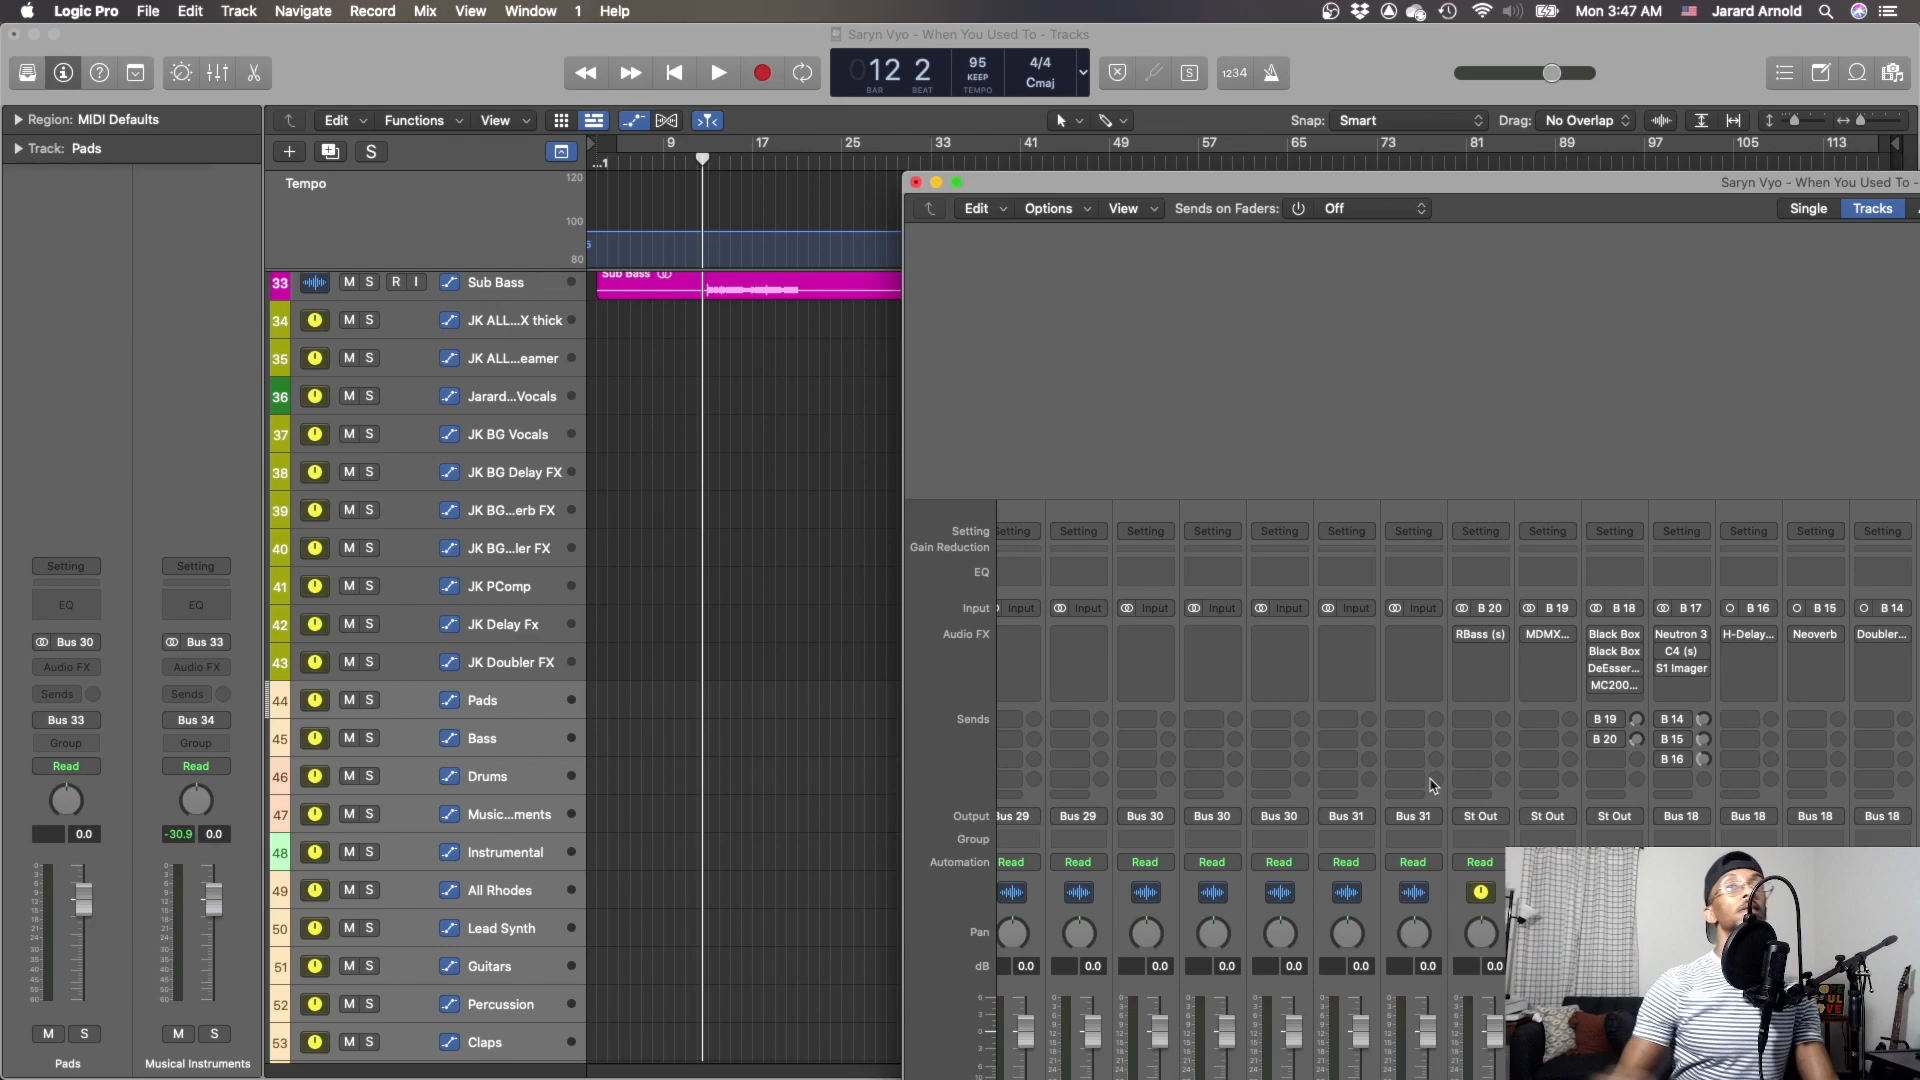 Logic Pro File Edit Track Navigate Record Mix View Window 1 Help
Mon 3:47 AM Jarard Arnold
Saryn Vyo - When You Used To - Tracks
12 2 95 4/4
KEEP Cmaj
BAR BEAT TEMPO
S 1234
Region: MIDI Defaults
Track: Pads
Edit Functions View
Snap: Smart Drag: No Overlap
S
9 17 25 33 41 49 57 65 73 81 89 97 105 113
...1
Tempo 120
100
80
5
Saryn Vyo - When You Used To -
Edit Options View Sends on Faders: Off Single Tracks
33 M S R I Sub Bass
Sub Bass
34 M S JK ALL...X thick
35 M S JK ALL...eamer
36 M S Jarard...Vocals
37 M S JK BG Vocals
38 M S JK BG Delay FX
39 M S JK BG...erb FX
40 M S JK BG...ler FX
41 M S JK PComp
42 M S JK Delay Fx
43 M S JK Doubler FX
44 M S Pads
45 M S Bass
46 M S Drums
47 M S Music...ments
48 M S Instrumental
49 M S All Rhodes
50 M S Lead Synth
51 M S Guitars
52 M S Percussion
53 M S Claps
Setting Setting
EQ EQ
Bus 30 Bus 33
Audio FX Audio FX
Sends Sends
Bus 33 Bus 34
Group Group
Read Read
0.0 -30.9 0.0
M S M S
Pads Musical Instruments
Setting Setting Setting Setting Setting Setting Setting Setting Setting Setting Setting Setting Setting Setting
Gain Reduction
EQ
Input Input Input Input Input Input Input Input B 20 B 19 B 18 B 17 B 16 B 15 B 14
Audio FX RBass (s) MDMX... Black Box Neutron 3 H-Delay... Neoverb Doubler...
Black Box C4 (s)
DeEsser... S1 Imager
MC200...
Sends B 19 B 14
B 20 B 15
B 16
Output Bus 29 Bus 29 Bus 30 Bus 30 Bus 30 Bus 31 Bus 31 St Out St Out St Out Bus 18 Bus 18 Bus 18 Bus 18
Group
Automation Read Read Read Read Read Read Read Read
Pan
dB 0.0 0.0 0.0 0.0 0.0 0.0 0.0 0.0